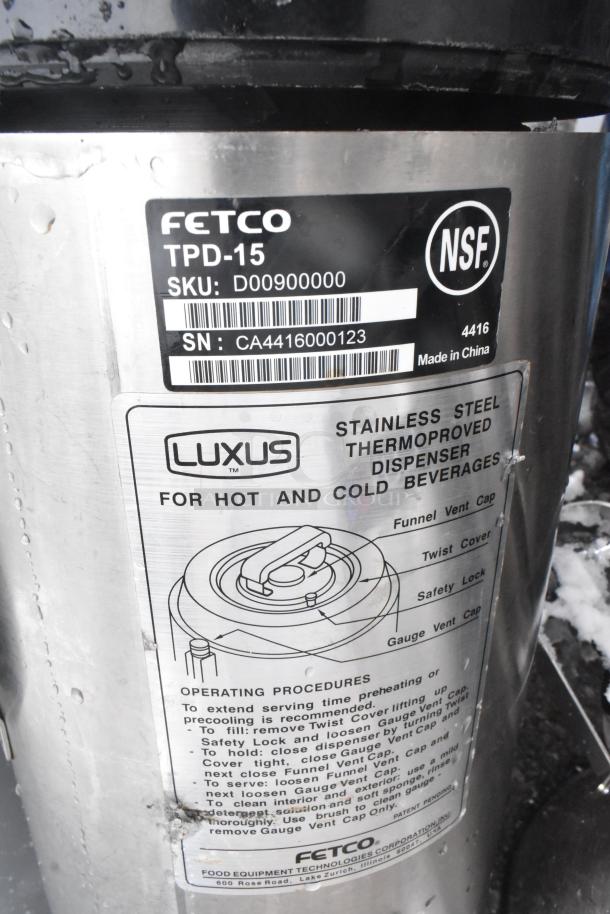 FETCO
TPD-15
NSF®
SKU: D00900000
SN: CA4416000123
4416
Made in China
LUXUS
TM
STAINLESS STEEL
THERMOPROVED
DISPENSER
FOR HOT AND COLD BEVERAGES
Funnel Vent Cap
Twist Cover
Safety Lock
Gauge Vent Cap
OPERATING PROCEDURES
To extend serving time preheating or
precooling is recommended.
- To fill: remove Twist Cover lifting up
Safety Lock and loosen Gauge Vent Cap.
- To hold: close dispenser by turning Twist
Cover tight, close Gauge Vent Cap and
next close Funnel Vent Cap.
- To serve: loosen Funnel Vent Cap and
next loosen Gauge Vent Cap.
- To clean interior and exterior: use a mild
detergent solution and soft sponge, rinse
thoroughly. Use brush to clean gauge -
remove Gauge Vent Cap Only.
PATENT PENDING
FETCO®
FOOD EQUIPMENT TECHNOLOGIES CORPORATION, INC.
600 Rose Road, Lake Zurich, Illinois 60047, USA